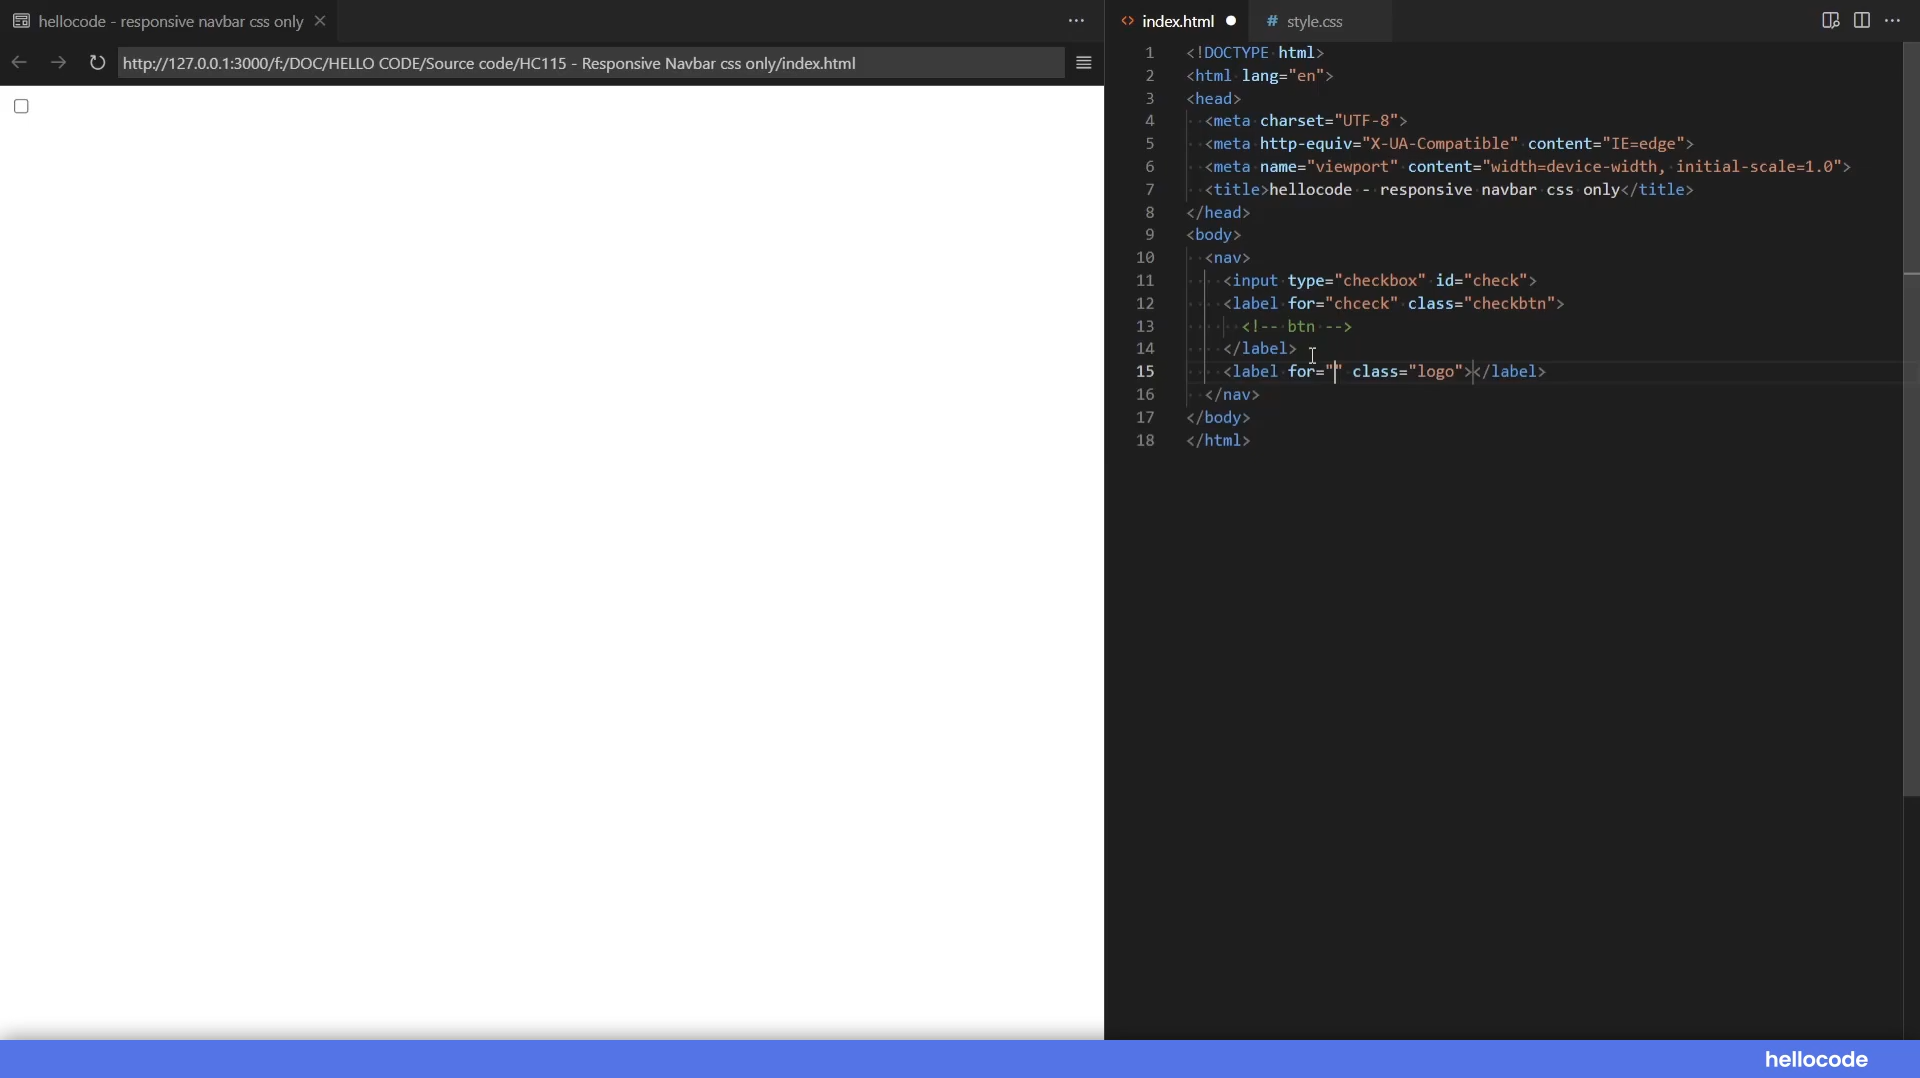 hellocode - responsive navbar css only
index.html
# style.css
http://127.0.0.1:3000/f:/DOC/HELLO CODE/Source code/HC115 - Responsive Navbar css only/index.html
1 <!DOCTYPE html>
2 <html lang="en">
3 <head>
4 <meta charset="UTF-8">
5 <meta http-equiv="X-UA-Compatible" content="IE=edge">
6 <meta name="viewport" content="width=device-width, initial-scale=1.0">
7 <title>hellocode - responsive navbar css only</title>
8 </head>
9 <body>
10 <nav>
11 <input type="checkbox" id="check">
12 <label for="chceck" class="checkbtn">
13 <!-- btn -->
14 </label>
15 <label for="" class="logo"></label>
16 </nav>
17 </body>
18 </html>
hellocode